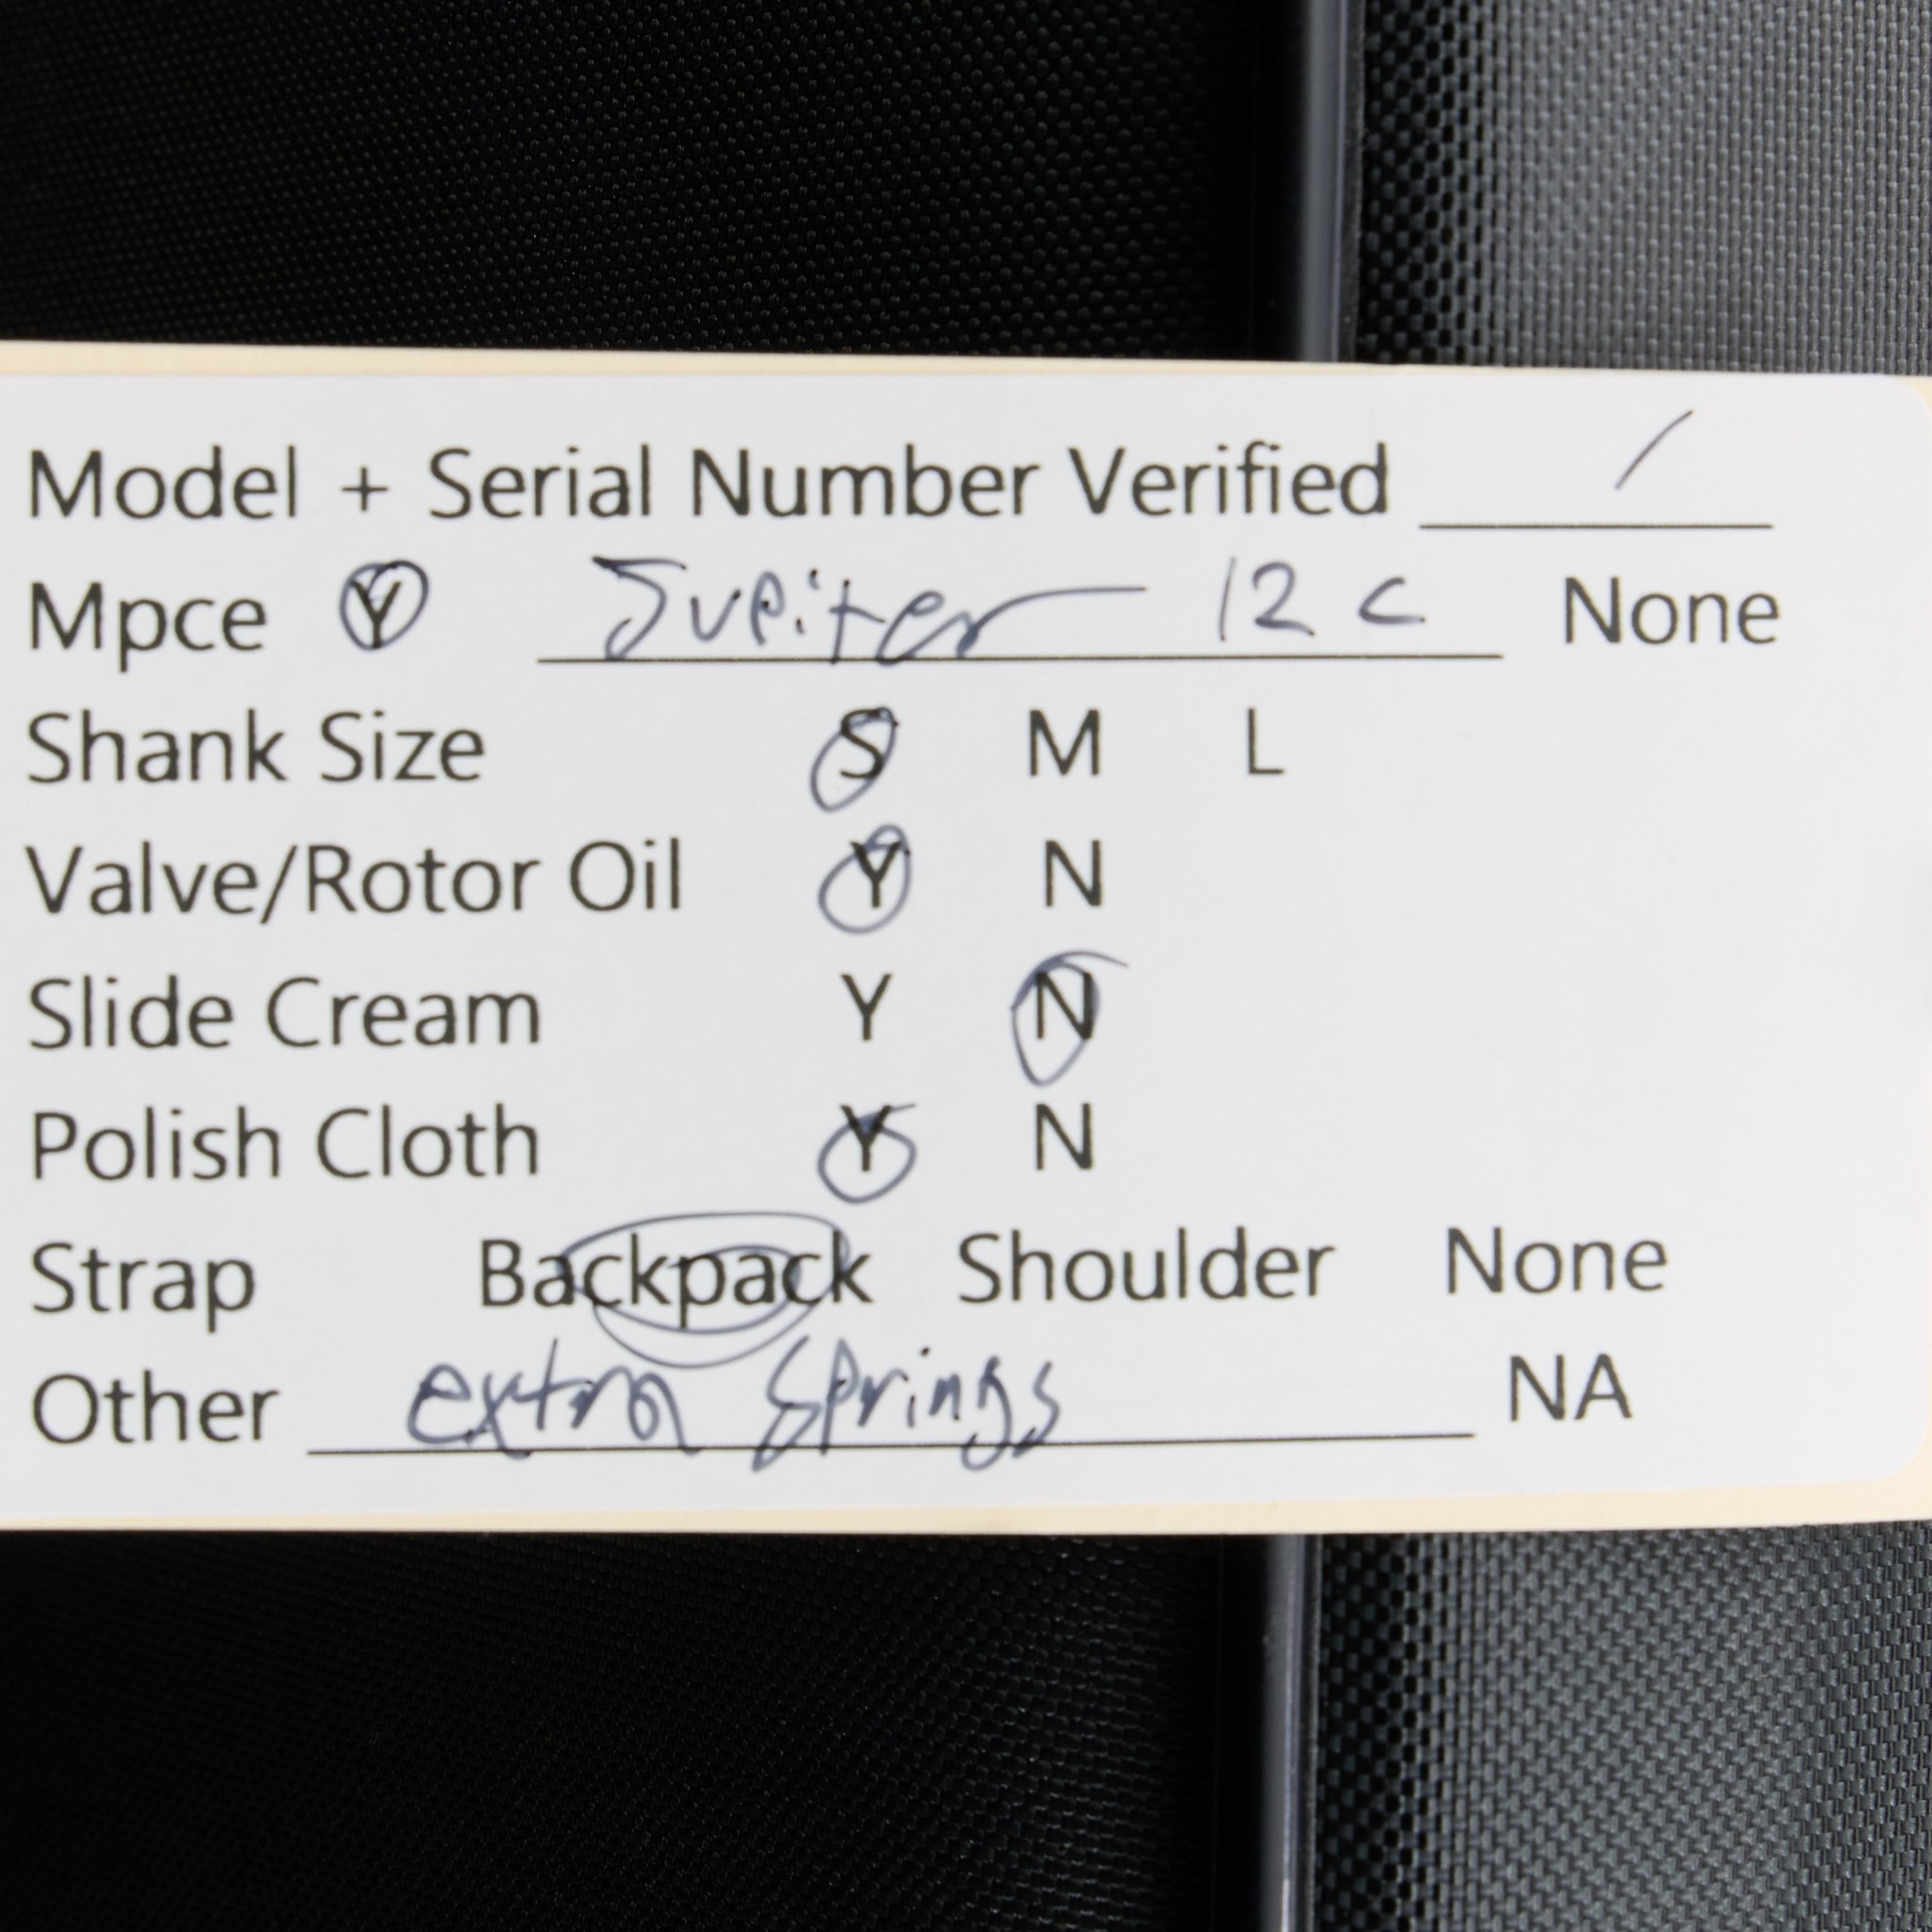 Model + Serial Number Verified /
Mpce Y Jupiter 12 C None
Shank Size S M L
Valve/Rotor Oil Y N
Slide Cream Y N
Polish Cloth Y N
Strap Backpack Shoulder None
Other extra Springs NA